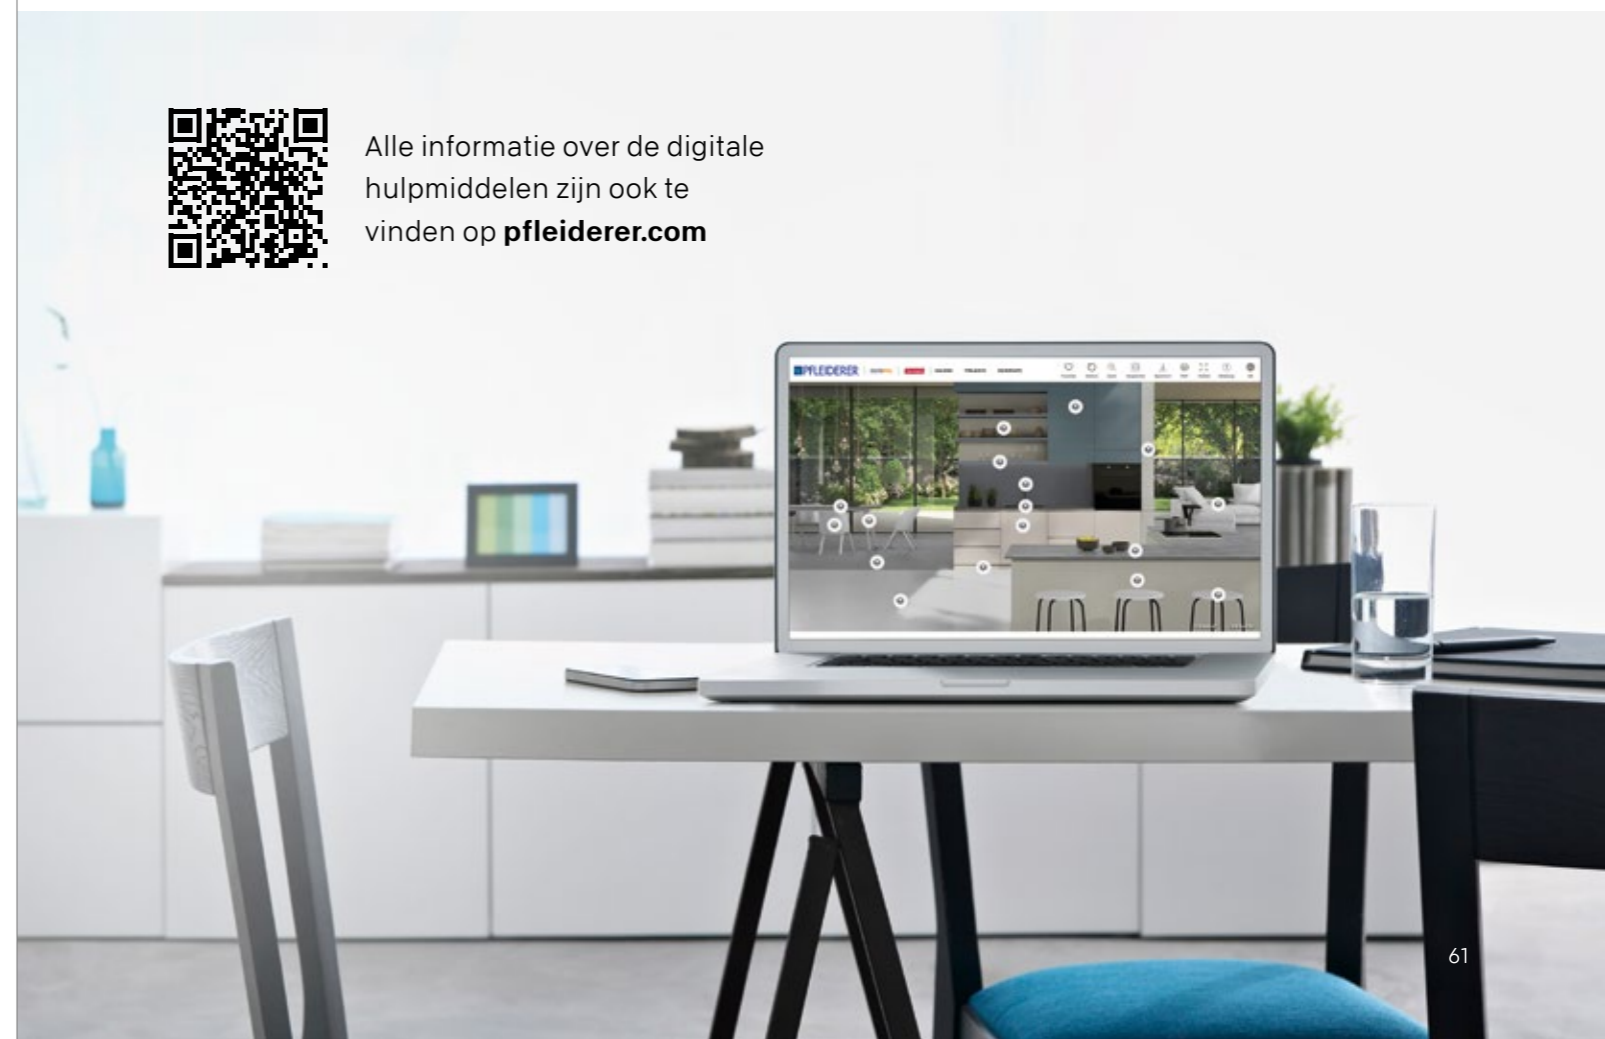 Alle informatie over de digitale
hulpmiddelen zijn ook te
vinden op pfleiderer.com
PFLEIDERER
61